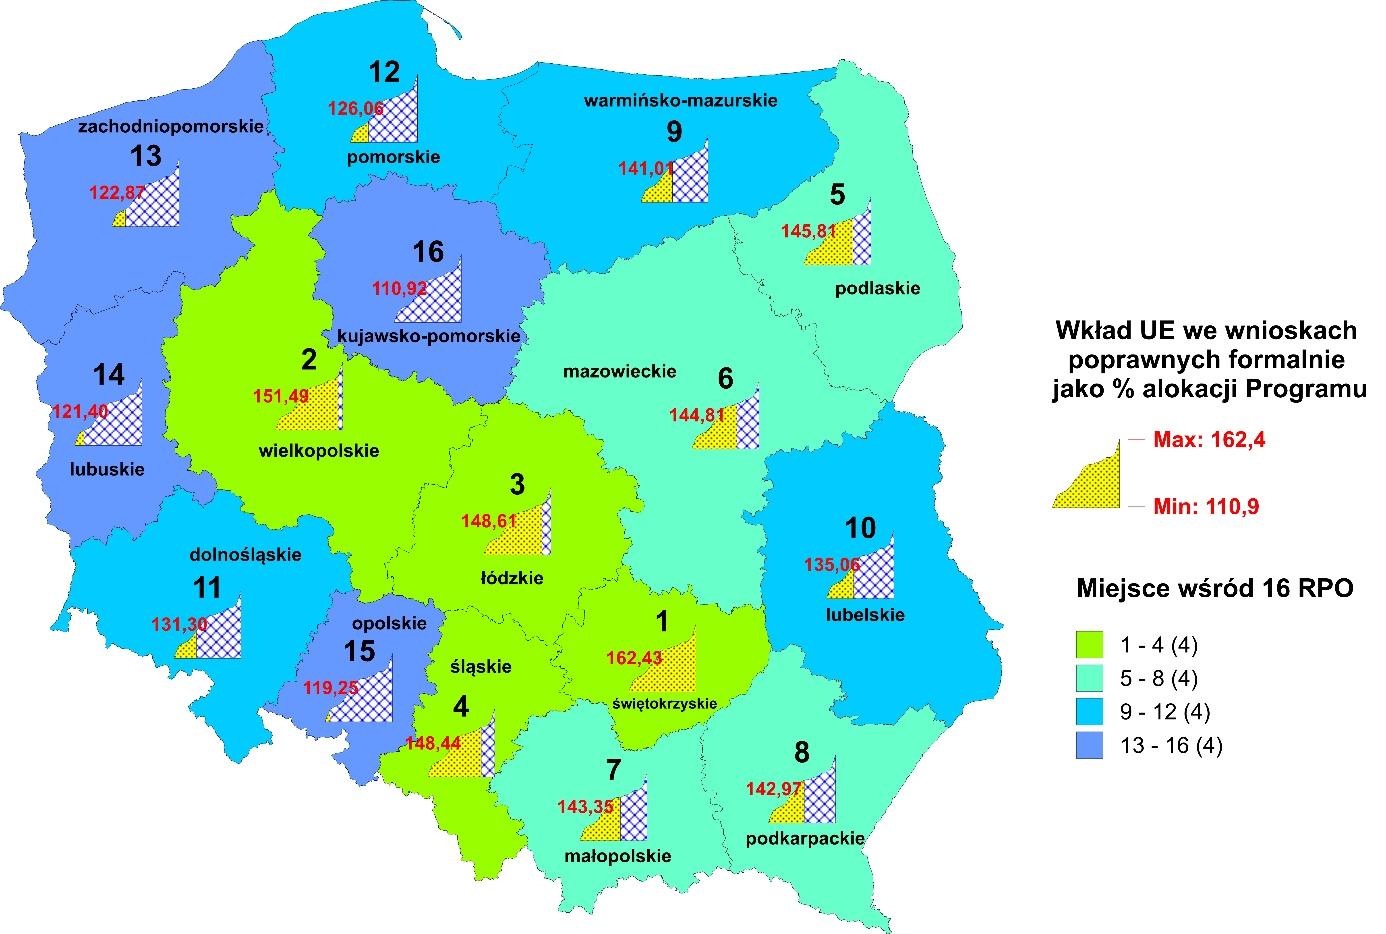 12
126,06
pomorskie
warmińsko-mazurskie
9
141,01
zachodniopomorskie
13
122,87
5
145,81
podlaskie
16
110,92
kujawsko-pomorskie
2
151,49
wielkopolskie
14
121,40
lubuskie
mazowieckie
6
144,81
3
148,61
łódzkie
10
135,06
lubelskie
dolnośląskie
11
131,30
opolskie
15
119,25
śląskie
4
148,44
1
162,43
świętokrzyskie
7
143,35
małopolskie
8
142,97
podkarpackie
Wkład UE we wnioskach
poprawnych formalnie
jako % alokacji Programu
Max: 162,4
Min: 110,9
Miejsce wśród 16 RPO
1 - 4 (4)
5 - 8 (4)
9 - 12 (4)
13 - 16 (4)